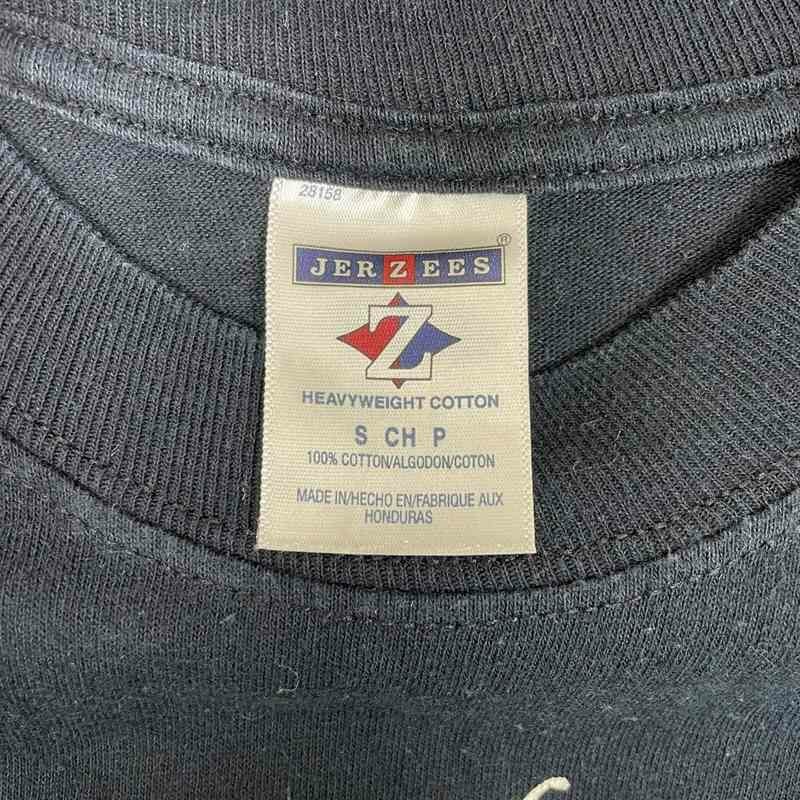 28158
JERZEES®
Z
HEAVYWEIGHT COTTON
S CH P
100% COTTON/ALGODON/COTON
MADE IN/HECHO EN/FABRIQUE AUX
HONDURAS